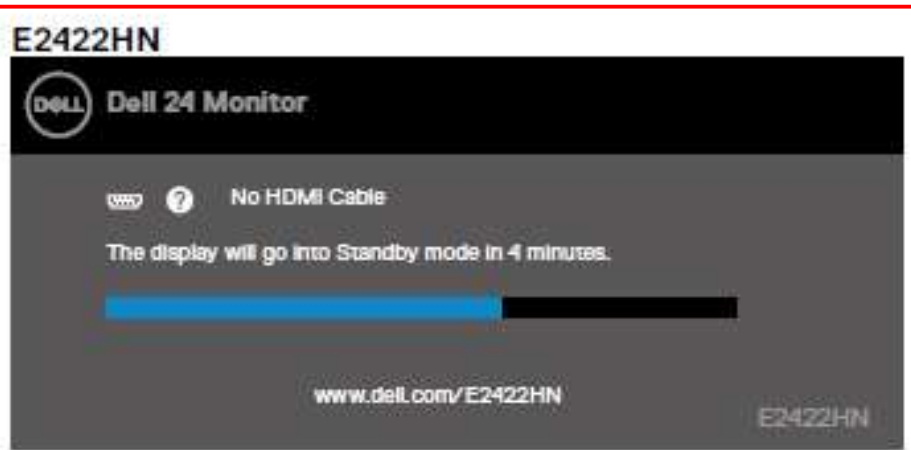 E2422HN
DELL Dell 24 Monitor
? No HDMI Cable
The display will go into Standby mode in 4 minutes.
www.dell.com/E2422HN
E2422HN